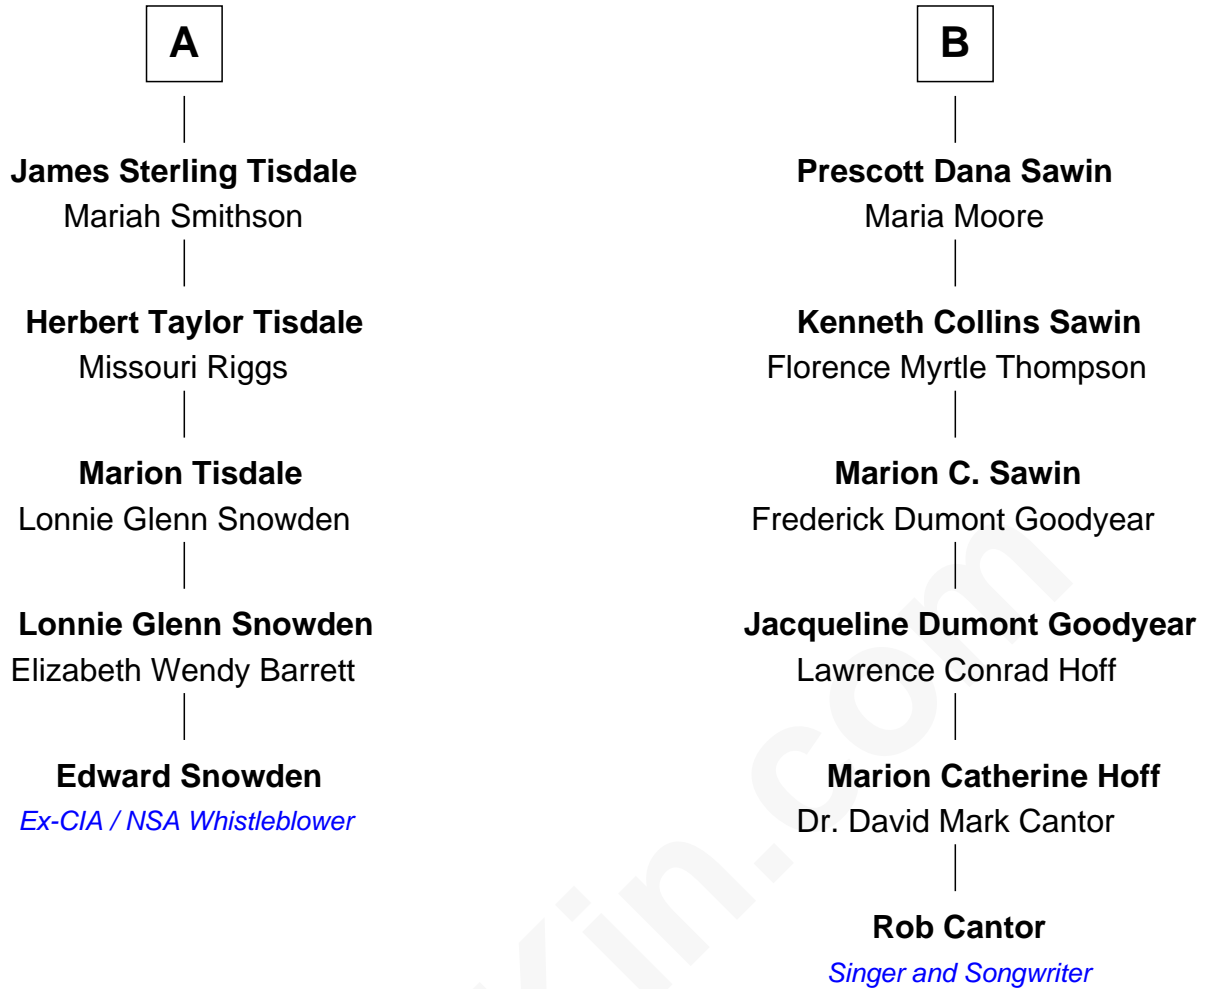 A
James Sterling Tisdale
Mariah Smithson
Herbert Taylor Tisdale
Missouri Riggs
Marion Tisdale
Lonnie Glenn Snowden
Lonnie Glenn Snowden
Elizabeth Wendy Barrett
Edward Snowden
Ex-CIA / NSA Whistleblower
B
Prescott Dana Sawin
Maria Moore
Kenneth Collins Sawin
Florence Myrtle Thompson
Marion C. Sawin
Frederick Dumont Goodyear
Jacqueline Dumont Goodyear
Lawrence Conrad Hoff
Marion Catherine Hoff
Dr. David Mark Cantor
Rob Cantor
Singer and Songwriter
Kin.com